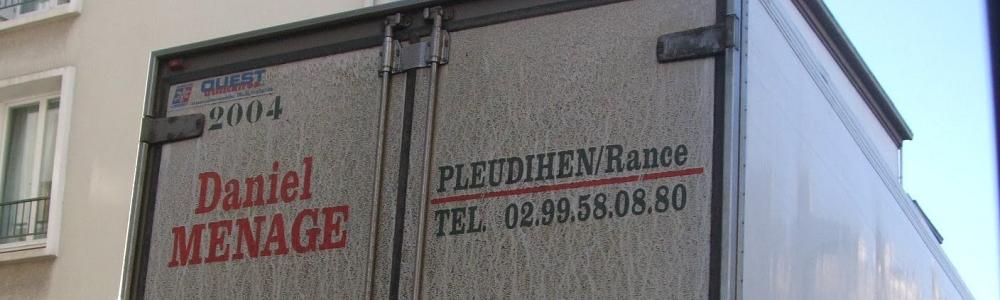 OUEST
2004
Daniel
MENAGE
PLEUDIHEN/Rance
TEL. 02.99.58.08.80